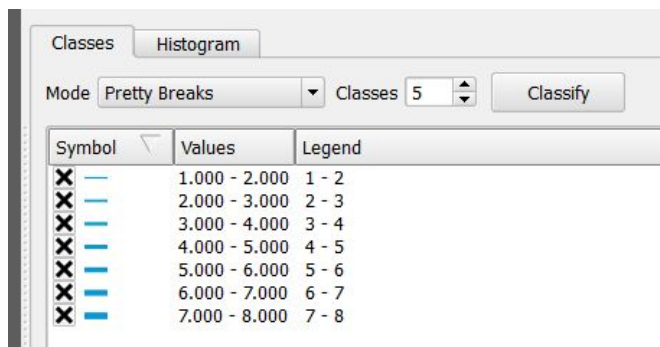 Classes Histogram
Mode Pretty Breaks Classes 5 Classify
Symbol Values Legend
1.000 - 2.000 1 - 2
2.000 - 3.000 2 - 3
3.000 - 4.000 3 - 4
4.000 - 5.000 4 - 5
5.000 - 6.000 5 - 6
6.000 - 7.000 6 - 7
7.000 - 8.000 7 - 8